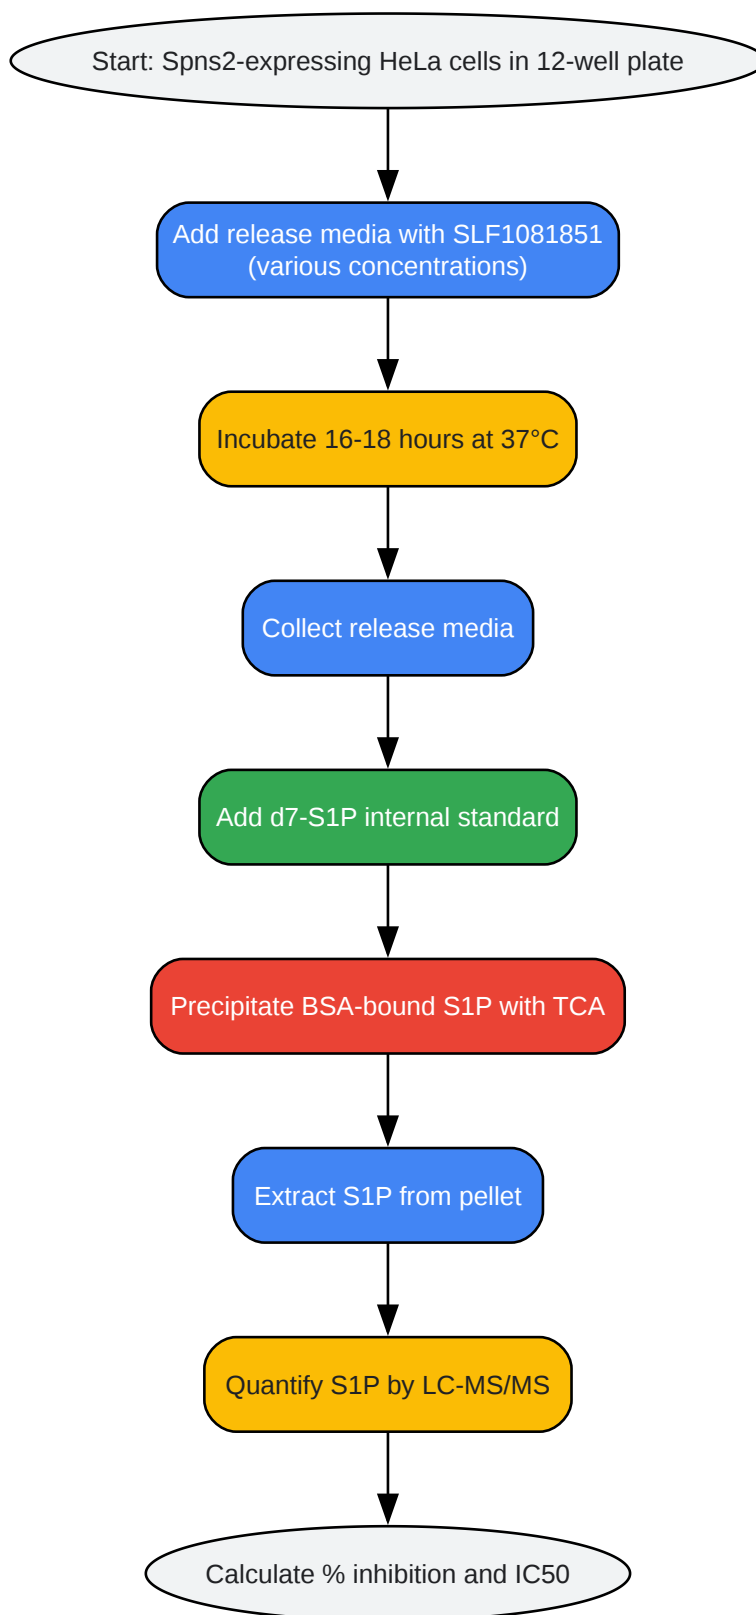 Start: Spns2-expressing HeLa cells in 12-well plate
Add release media with SLF1081851
(various concentrations)
Incubate 16-18 hours at 37°C
Collect release media
Add d7-S1P internal standard
Precipitate BSA-bound S1P with TCA
Extract S1P from pellet
Quantify S1P by LC-MS/MS
Calculate % inhibition and IC50